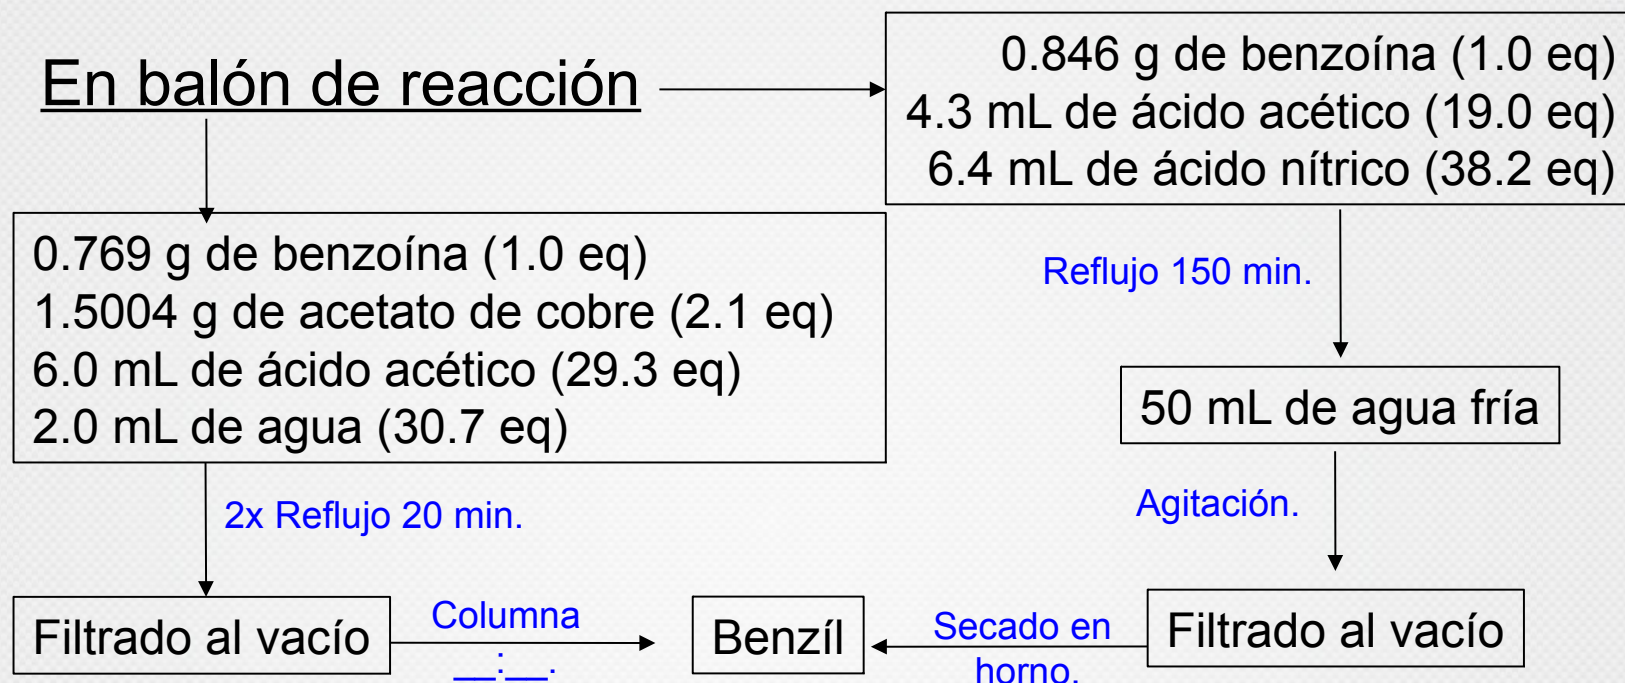 En balón de reacción
0.846 g de benzoína (1.0 eq)
4.3 mL de ácido acético (19.0 eq)
6.4 mL de ácido nítrico (38.2 eq)
0.769 g de benzoína (1.0 eq)
1.5004 g de acetato de cobre (2.1 eq)
6.0 mL de ácido acético (29.3 eq)
2.0 mL de agua (30.7 eq)
Reflujo 150 min.
50 mL de agua fría
2x Reflujo 20 min.
Agitación.
Filtrado al vacío
Columna
__:__.
Benzíl
Secado en
horno.
Filtrado al vacío